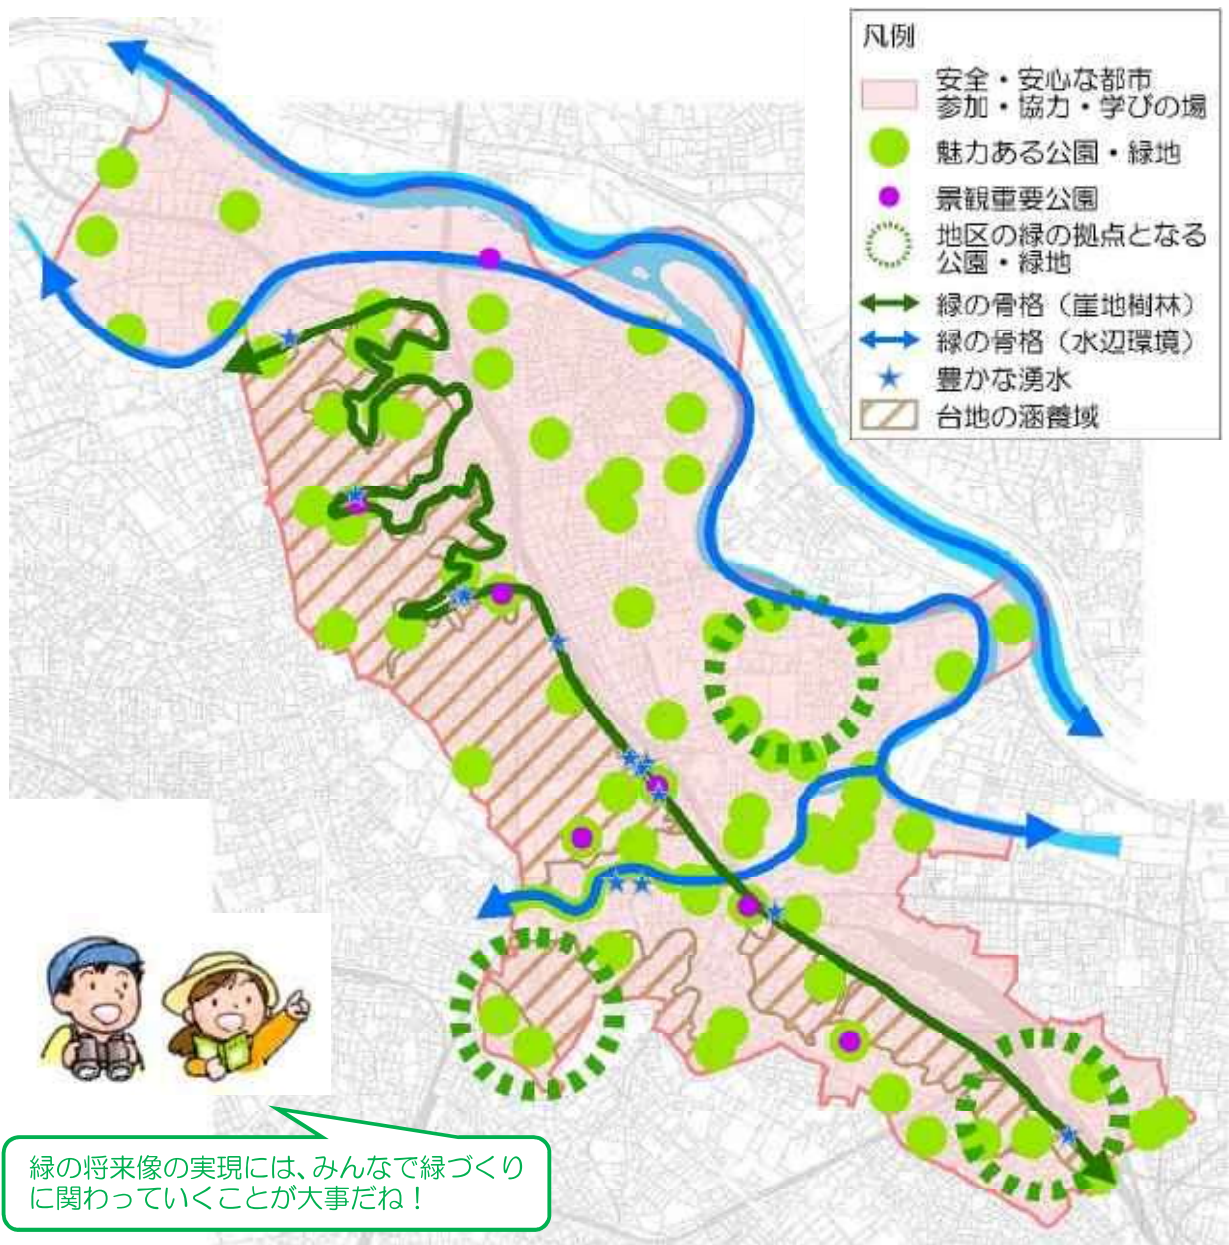 凡例
安全・安心な都市
参加・協力・学びの場
魅力ある公園・緑地
景観重要公園
地区の緑の拠点となる
公園・緑地
緑の骨格（崖地樹林）
緑の骨格（水辺環境）
豊かな湧水
台地の涵養域
緑の将来像の実現には、みんなで緑づくり
に関わっていくことが大事だね！